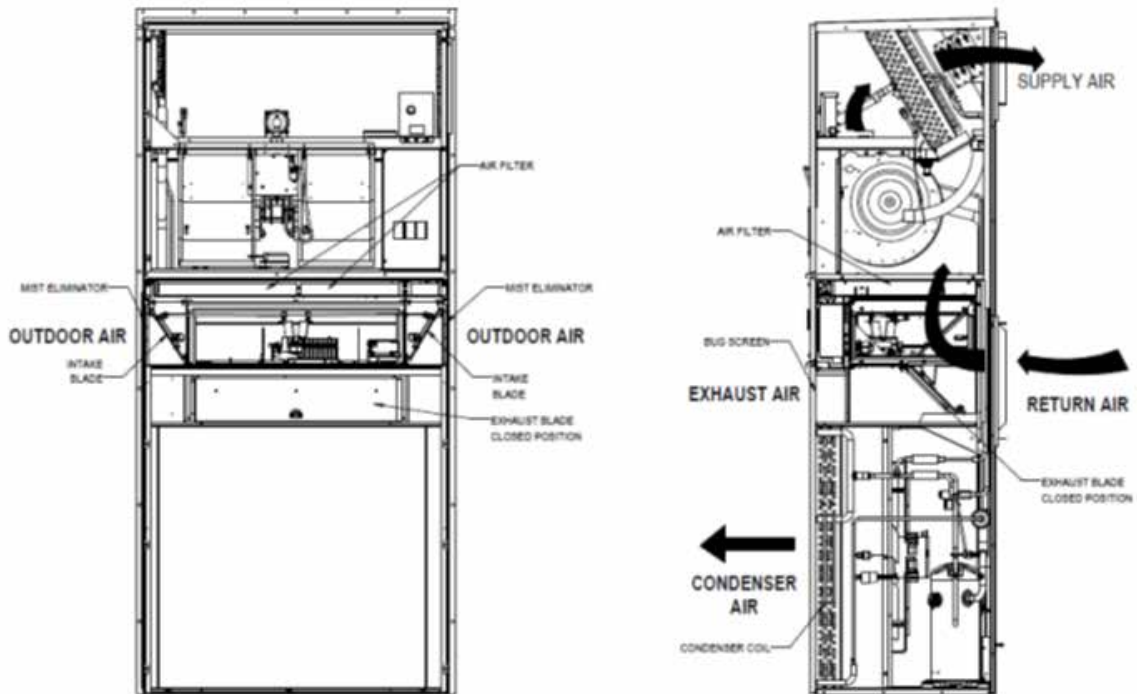 AIR FILTER
MIST ELIMINATOR
MIST ELIMINATOR
OUTDOOR AIR
OUTDOOR AIR
INTAKE
BLADE
INTAKE
BLADE
EXHAUST BLADE
CLOSED POSITION
SUPPLY AIR
AIR FILTER
BUG SCREEN
EXHAUST AIR
RETURN AIR
EXHAUST BLADE
CLOSED POSITION
CONDENSER
AIR
CONDENSER COIL